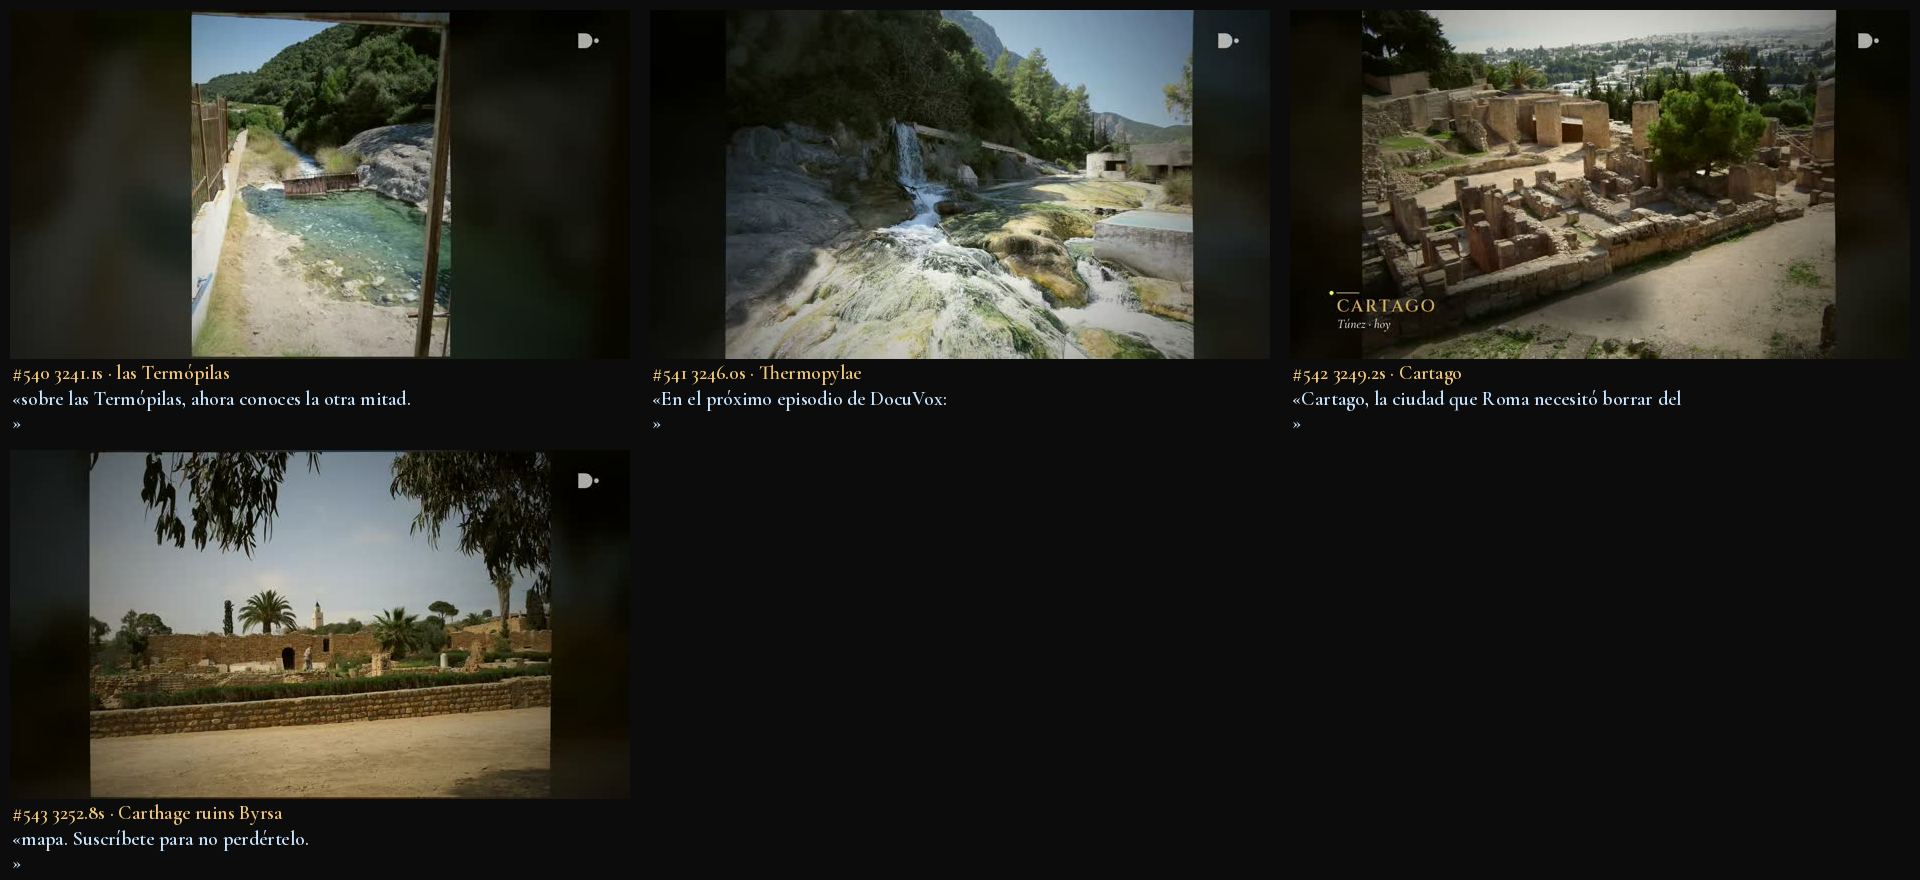 CARTAGO
Túnez · hoy
#540 3241.1s · las Termópilas
«sobre las Termópilas, ahora conoces la otra mitad.
»
#541 3246.0s · Thermopylae
«En el próximo episodio de DocuVox:
»
#542 3249.2s · Cartago
«Cartago, la ciudad que Roma necesitó borrar del
»
#543 3252.8s · Carthage ruins Byrsa
«mapa. Suscríbete para no perdértelo.
»